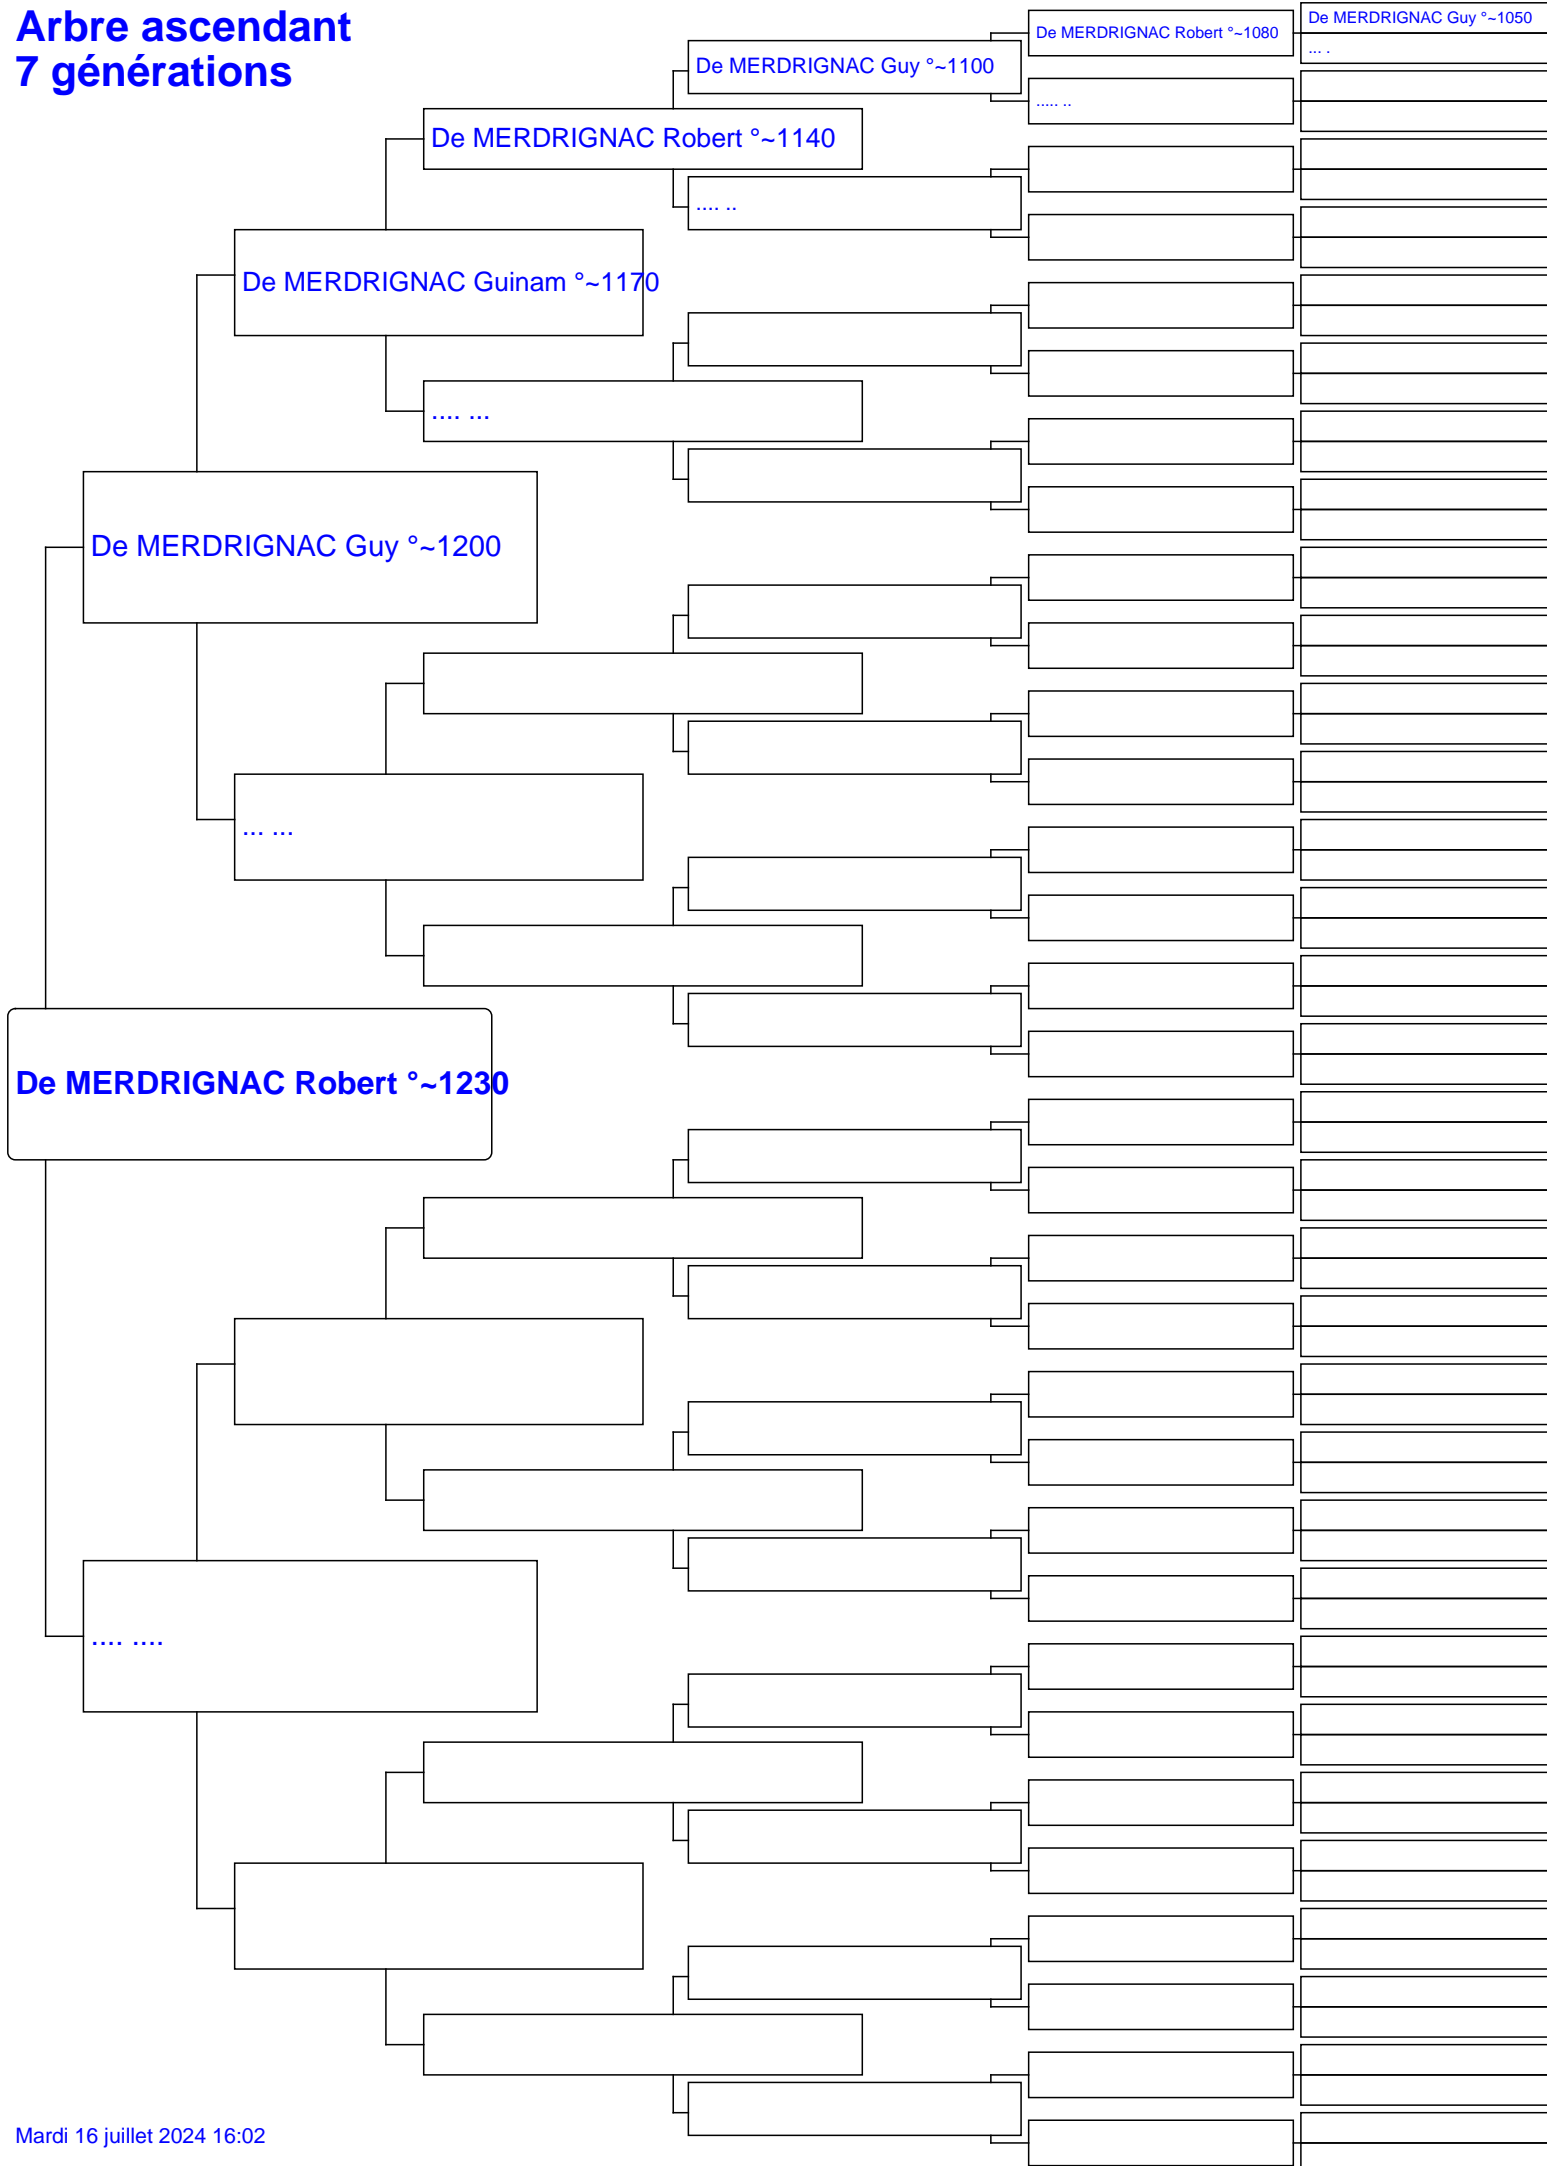 Arbre ascendant
7 générations
De MERDRIGNAC Guy °~1050
... .
De MERDRIGNAC Robert °~1080
..... ..
De MERDRIGNAC Guy °~1100
.... ..
De MERDRIGNAC Robert °~1140
.... ...
De MERDRIGNAC Guinam °~1170
... ...
De MERDRIGNAC Guy °~1200
.... ....
De MERDRIGNAC Robert °~1230
Mardi 16 juillet 2024 16:02